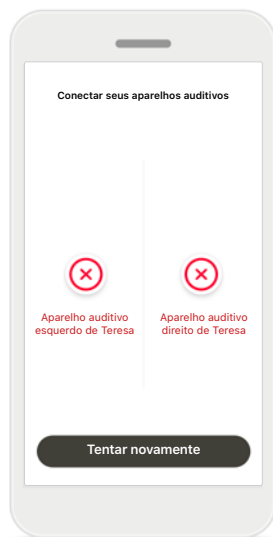 Conectar seus aparelhos auditivos
Aparelho auditivo
esquerdo de Teresa
Aparelho auditivo
direito de Teresa
Tentar novamente